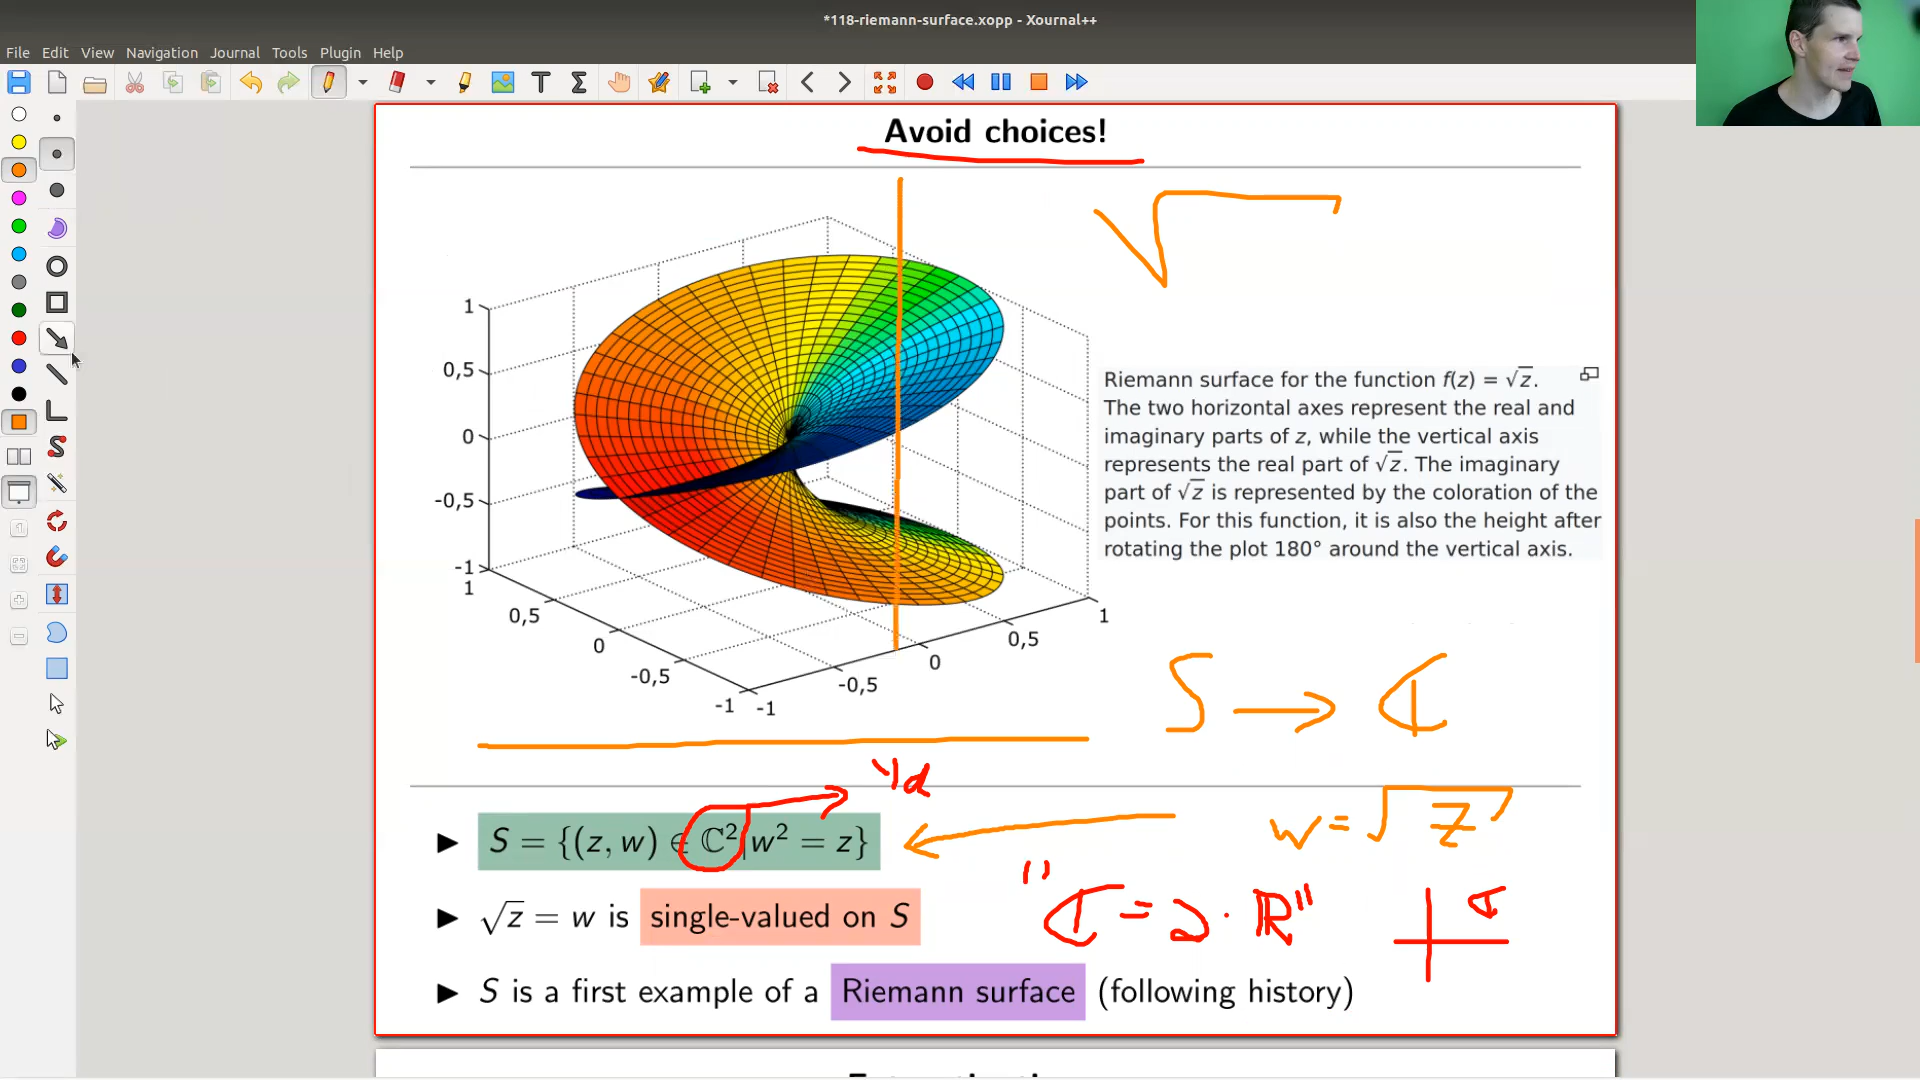 *118-riemann-surface.xopp - Xournal++
File Edit View Navigation Journal Tools Plugin Help
Avoid choices!
1
0,5
0
-0,5
-1
1
0,5
0
-0,5
-1
-1
-0,5
0
0,5
1
Riemann surface for the function f(z) = √z.
The two horizontal axes represent the real and
imaginary parts of z, while the vertical axis
represents the real part of √z. The imaginary
part of √z is represented by the coloration of the
points. For this function, it is also the height after
rotating the plot 180° around the vertical axis.
S → ℂ
4d
▶ S = {(z, w) ∈ ℂ²|w² = z}
w = √z
▶ √z = w is single-valued on S
"ℂ = 2 · ℝ"
ℂ
▶ S is a first example of a Riemann surface (following history)